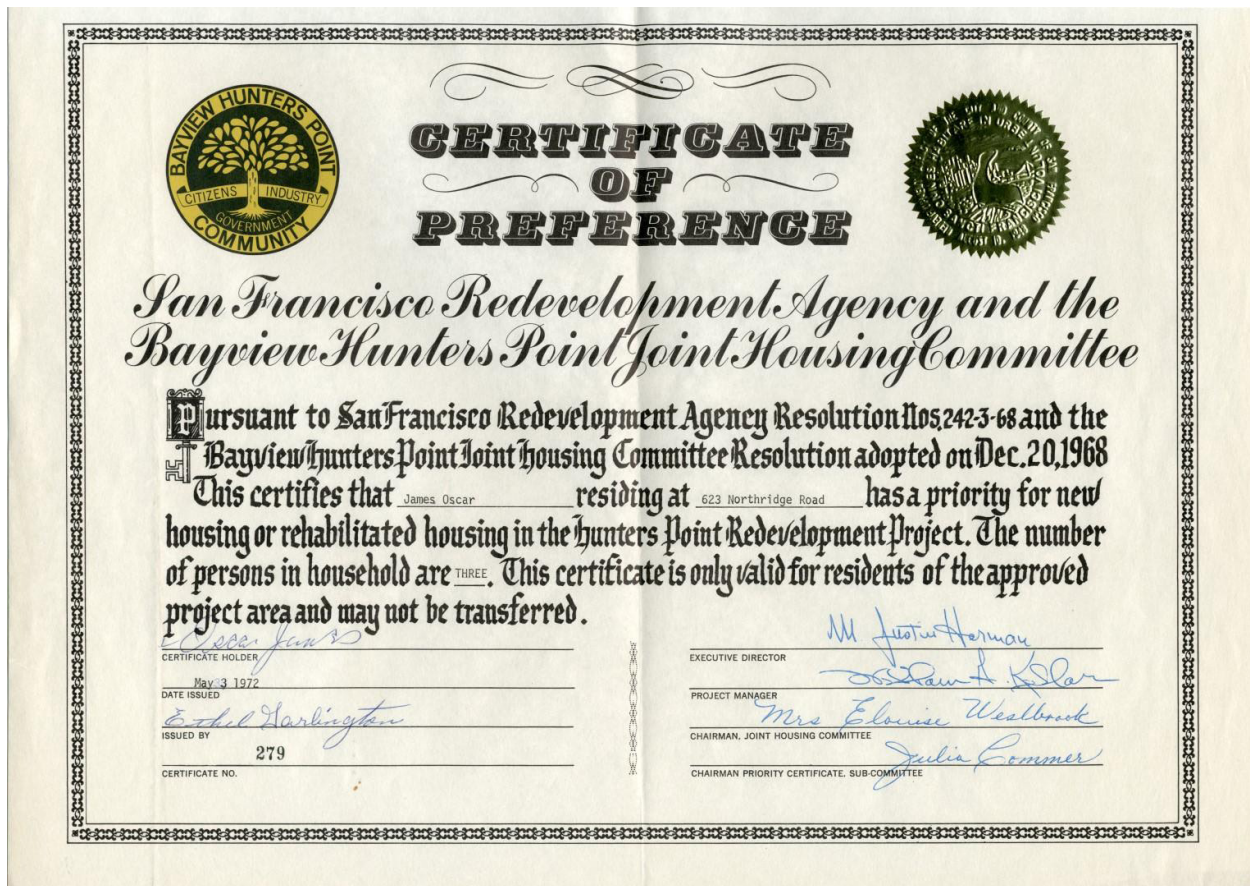 BAYVIEW HUNTERS POINT
CITIZENS INDUSTRY
GOVERNMENT
COMMUNITY
CERTIFICATE
OF
PREFERENCE
San Francisco Redevelopment Agency and the
Bayview Hunters Point Joint Housing Committee
Pursuant to San Francisco Redevelopment Agency Resolution Nos. 242-3-68 and the
Bayview Hunters Point Joint Housing Committee Resolution adopted on Dec. 20, 1968
This certifies that James Oscar residing at 623 Northridge Road has a priority for new
housing or rehabilitated housing in the Hunters Point Redevelopment Project. The number
of persons in household are THREE. This certificate is only valid for residents of the approved
project area and may not be transferred.
Oscar James
CERTIFICATE HOLDER
May 3 1972
DATE ISSUED
Ethel Garlington
ISSUED BY
279
CERTIFICATE NO.
M Justin Herman
EXECUTIVE DIRECTOR
PROJECT MANAGER
Mrs Elouise Westbrook
CHAIRMAN, JOINT HOUSING COMMITTEE
Julia Commer
CHAIRMAN PRIORITY CERTIFICATE, SUB-COMMITTEE